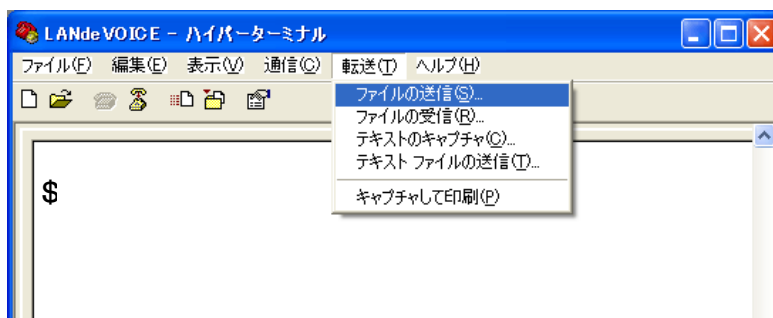 LANdeVOICE - ハイパーターミナル
ファイル(F) 編集(E) 表示(V) 通信(C) 転送(T) ヘルプ(H)
ファイルの送信(S)...
ファイルの受信(R)...
テキストのキャプチャ(C)...
テキスト ファイルの送信(T)...
キャプチャして印刷(P)
$